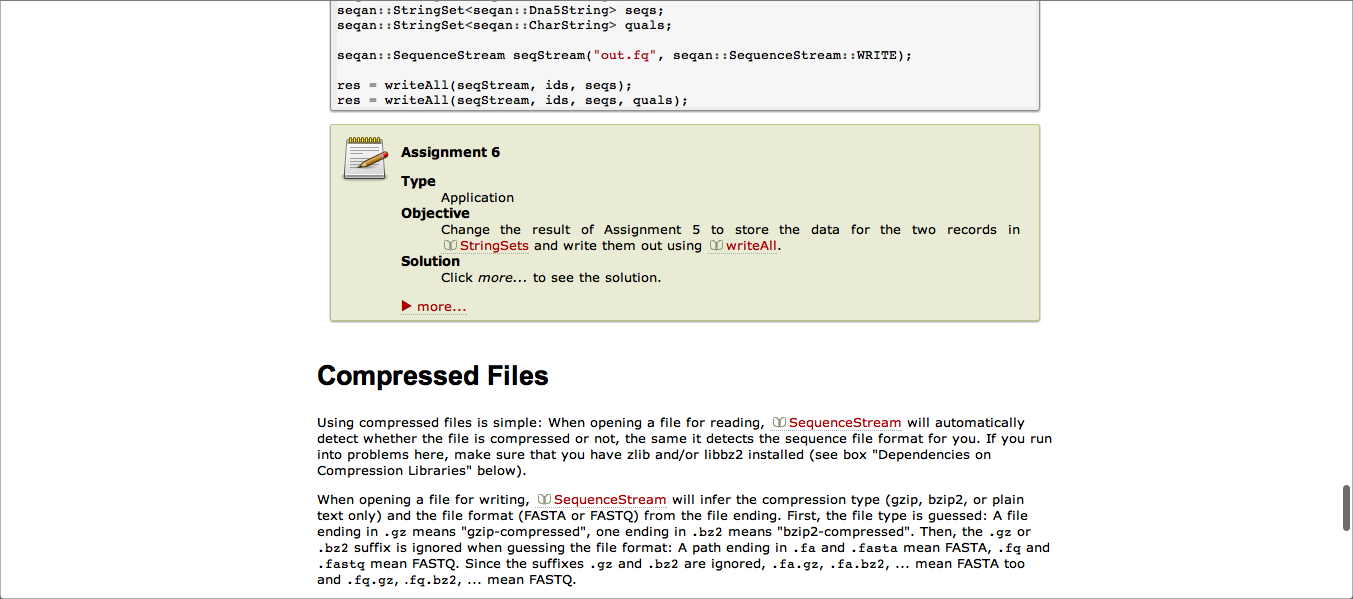 seqan::StringSet<seqan::Dna5String> seqs;
seqan::StringSet<seqan::CharString> quals;
seqan::SequenceStream seqStream("out.fq", seqan::SequenceStream::WRITE);
res = writeAll(seqStream, ids, seqs);
res = writeAll(seqStream, ids, seqs, quals);
Assignment 6
Type
Application
Objective
Change the result of Assignment 5 to store the data for the two records in
StringSets and write them out using writeAll.
Solution
Click more... to see the solution.
more...
Compressed Files
Using compressed files is simple: When opening a file for reading, SequenceStream will automatically
detect whether the file is compressed or not, the same it detects the sequence file format for you. If you run
into problems here, make sure that you have zlib and/or libbz2 installed (see box "Dependencies on
Compression Libraries" below).
When opening a file for writing, SequenceStream will infer the compression type (gzip, bzip2, or plain
text only) and the file format (FASTA or FASTQ) from the file ending. First, the file type is guessed: A file
ending in .gz means "gzip-compressed", one ending in .bz2 means "bzip2-compressed". Then, the .gz or
.bz2 suffix is ignored when guessing the file format: A path ending in .fa and .fasta mean FASTA, .fq and
.fastq mean FASTQ. Since the suffixes .gz and .bz2 are ignored, .fa.gz, .fa.bz2, ... mean FASTA too
and .fq.gz, .fq.bz2, ... mean FASTQ.